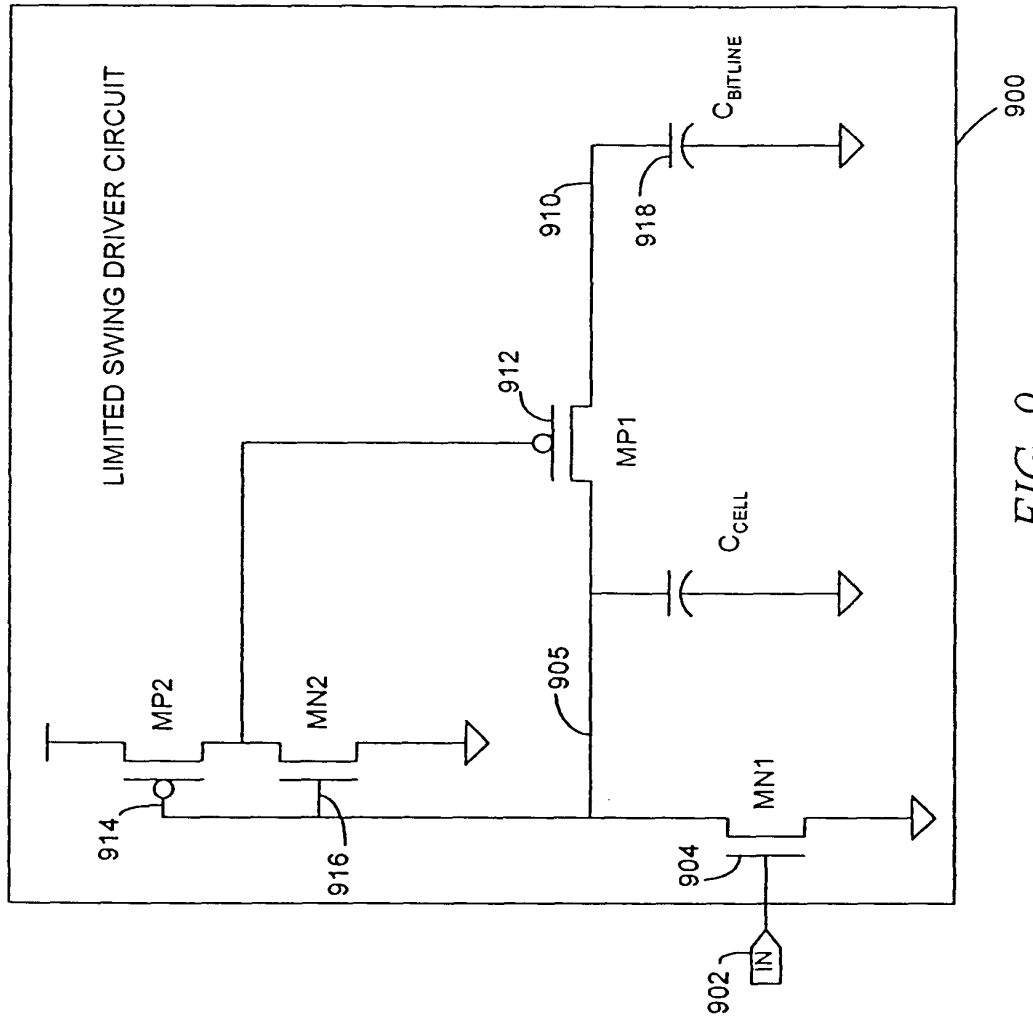 LIMITED SWING DRIVER CIRCUIT
MP2
914
MN2
916
912
MP1
910
918
C_BITLINE
905
C_CELL
MN1
904
902
IN
900
FIG. 9